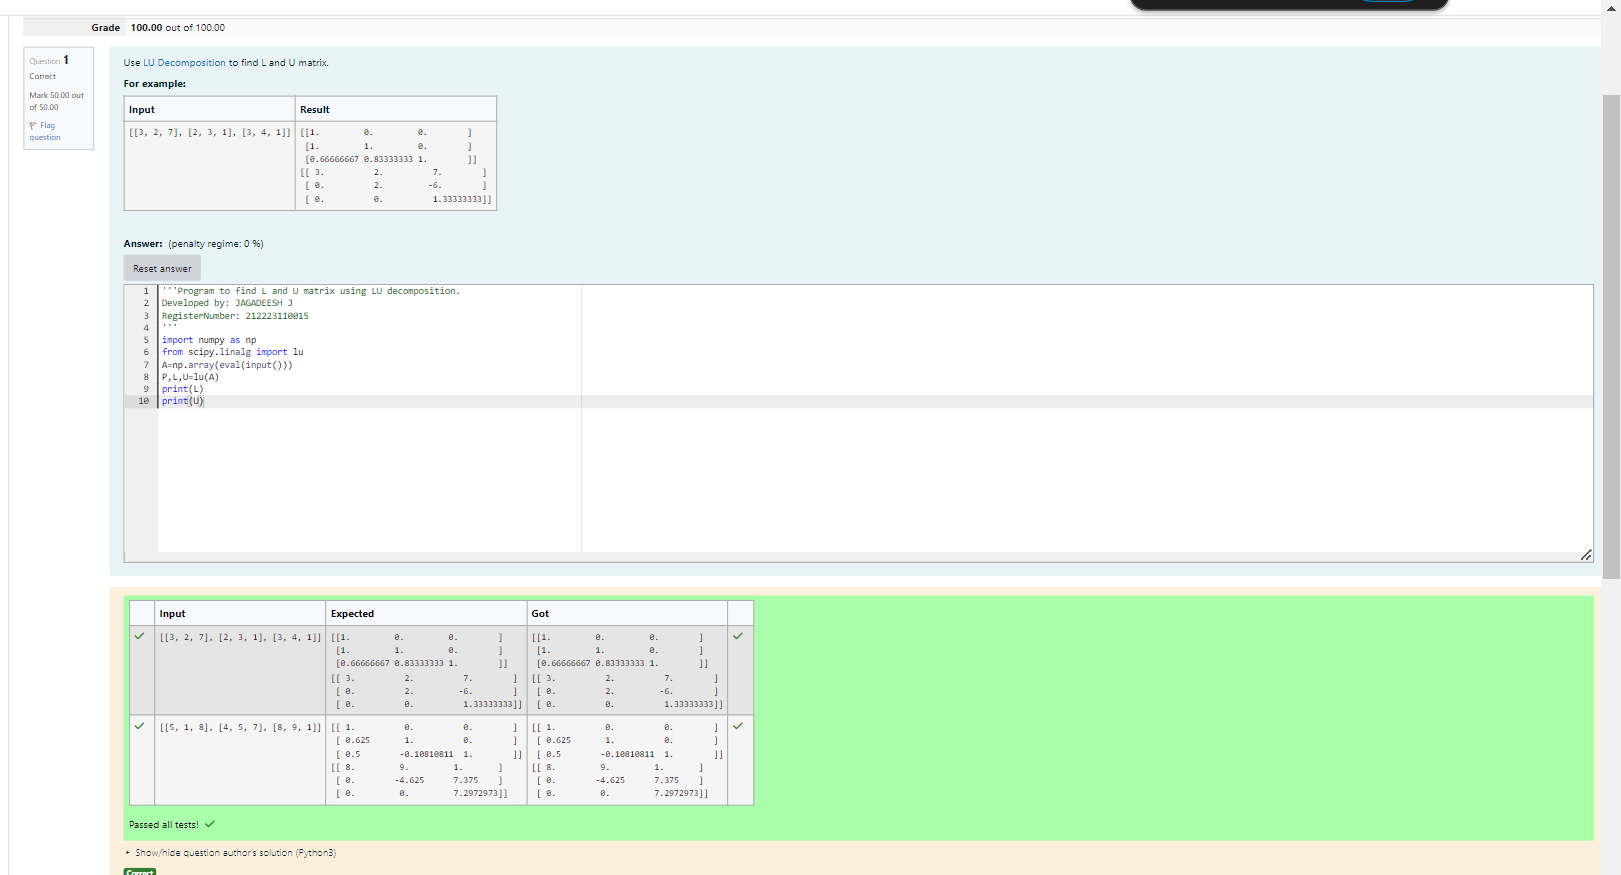 Grade 100.00 out of 100.00
Question 1
Correct
Mark 50.00 out
of 50.00
Flag
question
Use LU Decomposition to find L and U matrix.
For example:
Input Result
[[3, 2, 7], [2, 3, 1], [3, 4, 1]] [[1. 0. 0. ]
[1. 1. 0. ]
[0.66666667 0.83333333 1. ]]
[[ 3. 2. 7. ]
[ 0. 2. -6. ]
[ 0. 0. 1.33333333]]
Answer: (penalty regime: 0 %)
Reset answer
1 '''Program to find L and U matrix using LU decomposition.
2 Developed by: JAGADEESH J
3 RegisterNumber: 212223110015
4 '''
5 import numpy as np
6 from scipy.linalg import lu
7 A=np.array(eval(input()))
8 P,L,U=lu(A)
9 print(L)
10 print(U)
Input Expected Got
[[3, 2, 7], [2, 3, 1], [3, 4, 1]] [[1. 0. 0. ] [[1. 0. 0. ]
[1. 1. 0. ] [1. 1. 0. ]
[0.66666667 0.83333333 1. ]] [0.66666667 0.83333333 1. ]]
[[ 3. 2. 7. ] [[ 3. 2. 7. ]
[ 0. 2. -6. ] [ 0. 2. -6. ]
[ 0. 0. 1.33333333]] [ 0. 0. 1.33333333]]
[[5, 1, 8], [4, 5, 7], [8, 9, 1]] [[ 1. 0. 0. ] [[ 1. 0. 0. ]
[ 0.625 1. 0. ] [ 0.625 1. 0. ]
[ 0.5 -0.10810811 1. ]] [ 0.5 -0.10810811 1. ]]
[[ 8. 9. 1. ] [[ 8. 9. 1. ]
[ 0. -4.625 7.375 ] [ 0. -4.625 7.375 ]
[ 0. 0. 7.2972973]] [ 0. 0. 7.2972973]]
Passed all tests!
Show/hide question author's solution (Python3)
Correct